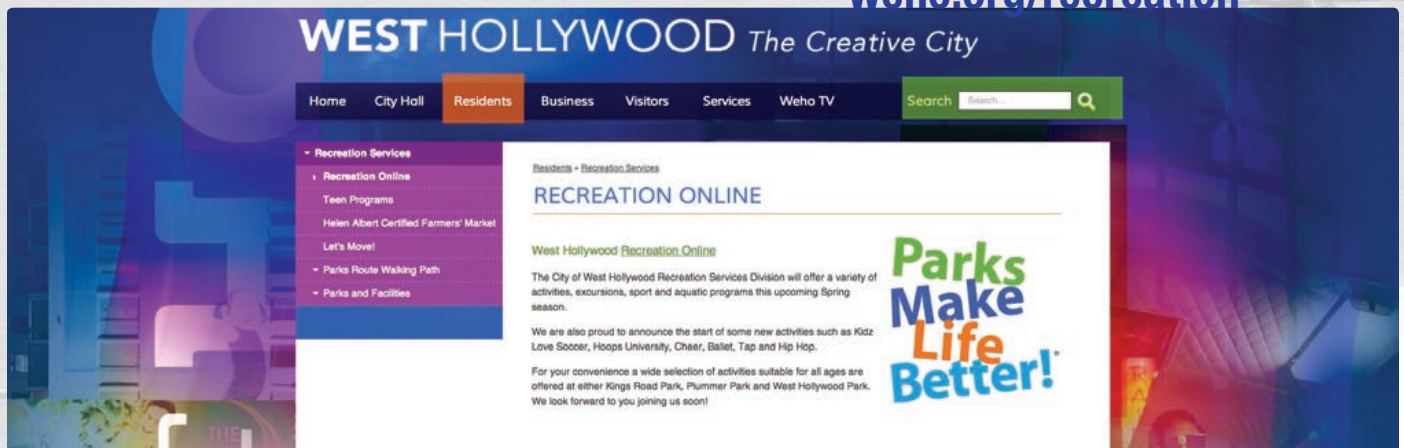 weho.org/recreation
WEST HOLLYWOOD The Creative City
Home City Hall Residents Business Visitors Services Weho TV Search Search...
Recreation Services
Recreation Online
Teen Programs
Helen Albert Certified Farmers' Market
Let's Move!
Parks Route Walking Path
Parks and Facilities
Residents - Recreation Services
RECREATION ONLINE
West Hollywood Recreation Online
The City of West Hollywood Recreation Services Division will offer a variety of
activities, excursions, sport and aquatic programs this upcoming Spring
season.
We are also proud to announce the start of some new activities such as Kidz
Love Soccer, Hoops University, Cheer, Ballet, Tap and Hip Hop.
For your convenience a wide selection of activities suitable for all ages are
offered at either Kings Road Park, Plummer Park and West Hollywood Park.
We look forward to you joining us soon!
Parks
Make
Life
Better!
THE